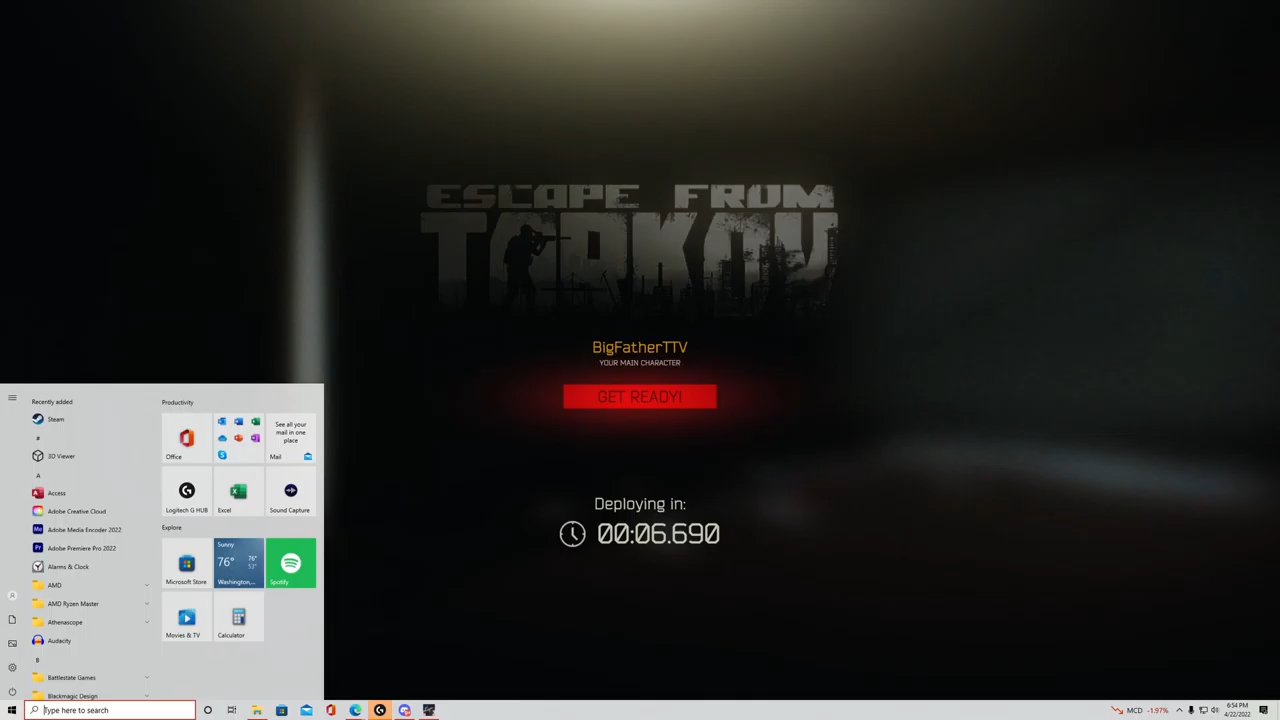 ESCAPE FROM
TARKOV
BigFatherTTV
YOUR MAIN CHARACTER
GET READY!
Deploying in:
00:06.690
Recently added
Steam
#
3D Viewer
A
Access
Adobe Creative Cloud
Adobe Media Encoder 2022
Adobe Premiere Pro 2022
Alarms & Clock
AMD
AMD Ryzen Master
Athenascope
Audacity
B
Battlestate Games
Blackmagic Design
Productivity
Office
See all your
mail in one
place
Mail
Logitech G HUB
Excel
Sound Capture
Explore
Microsoft Store
Sunny
76°
76°
53°
Washington,...
Spotify
Movies & TV
Calculator
Type here to search
MCD -1.97%
6:54 PM
4/22/2022